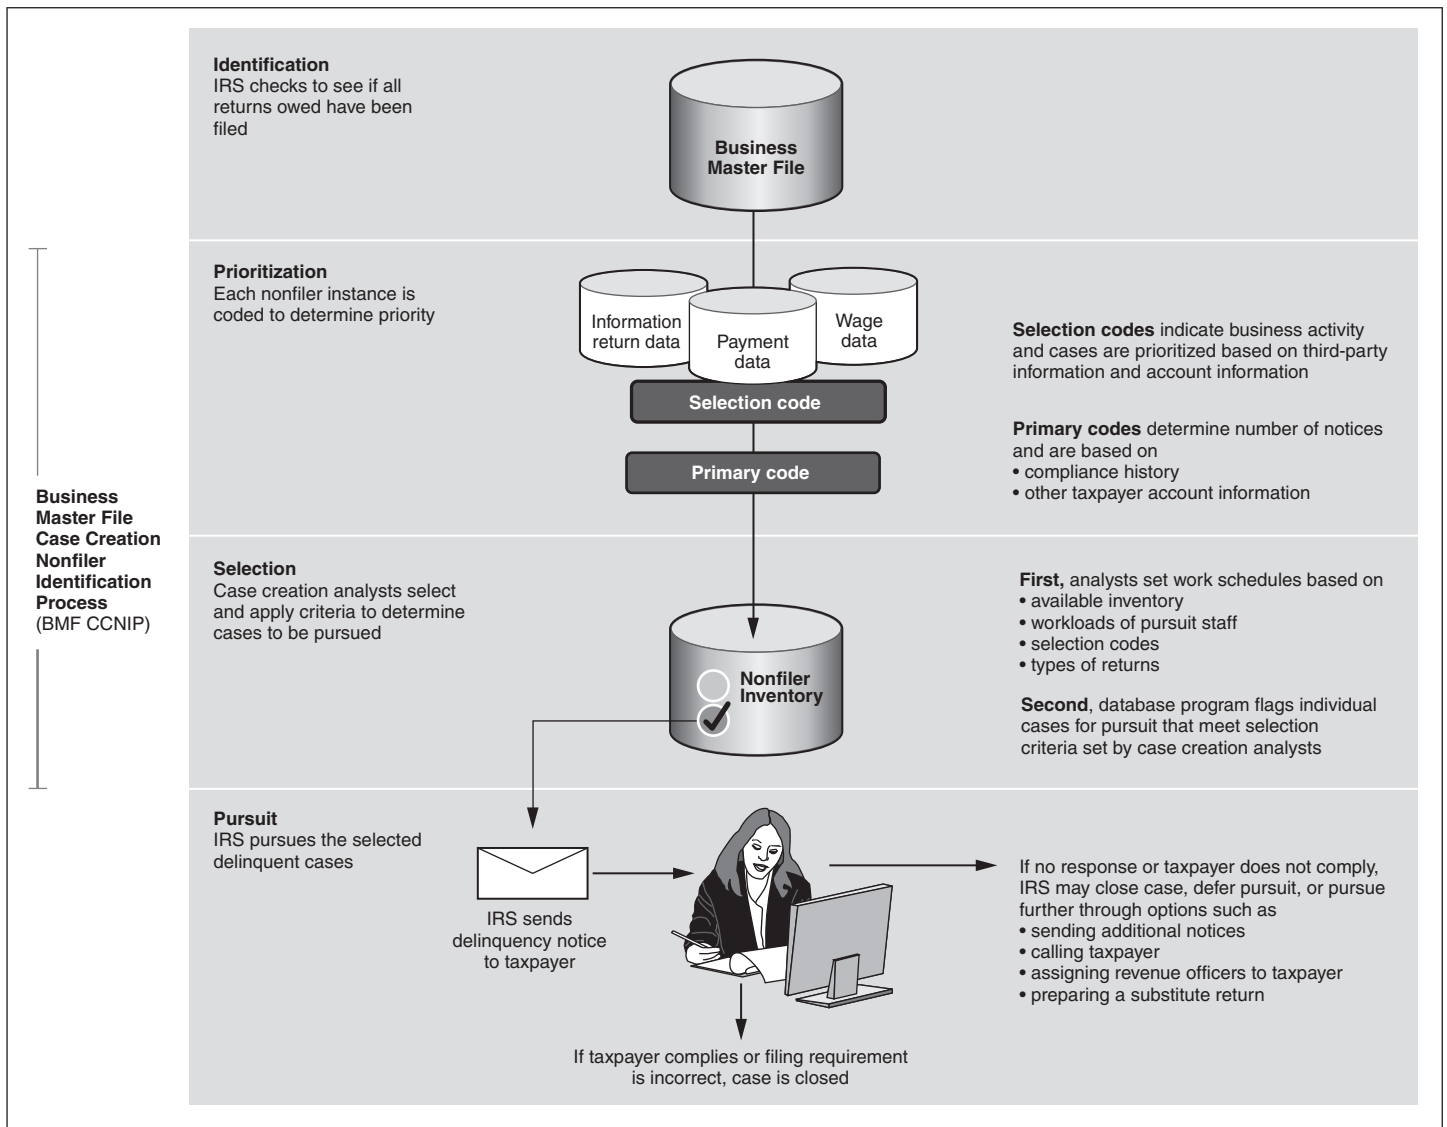 Identification
IRS checks to see if all
returns owed have been
filed
Business
Master File
Prioritization
Each nonfiler instance is
coded to determine priority
Information
return data
Payment
data
Wage
data
Selection code
Primary code
Selection codes indicate business activity
and cases are prioritized based on third-party
information and account information
Primary codes determine number of notices
and are based on
• compliance history
• other taxpayer account information
Business
Master File
Case Creation
Nonfiler
Identification
Process
(BMF CCNIP)
Selection
Case creation analysts select
and apply criteria to determine
cases to be pursued
Nonfiler
Inventory
First, analysts set work schedules based on
• available inventory
• workloads of pursuit staff
• selection codes
• types of returns
Second, database program flags individual
cases for pursuit that meet selection
criteria set by case creation analysts
Pursuit
IRS pursues the selected
delinquent cases
IRS sends
delinquency notice
to taxpayer
If no response or taxpayer does not comply,
IRS may close case, defer pursuit, or pursue
further through options such as
• sending additional notices
• calling taxpayer
• assigning revenue officers to taxpayer
• preparing a substitute return
If taxpayer complies or filing requirement
is incorrect, case is closed